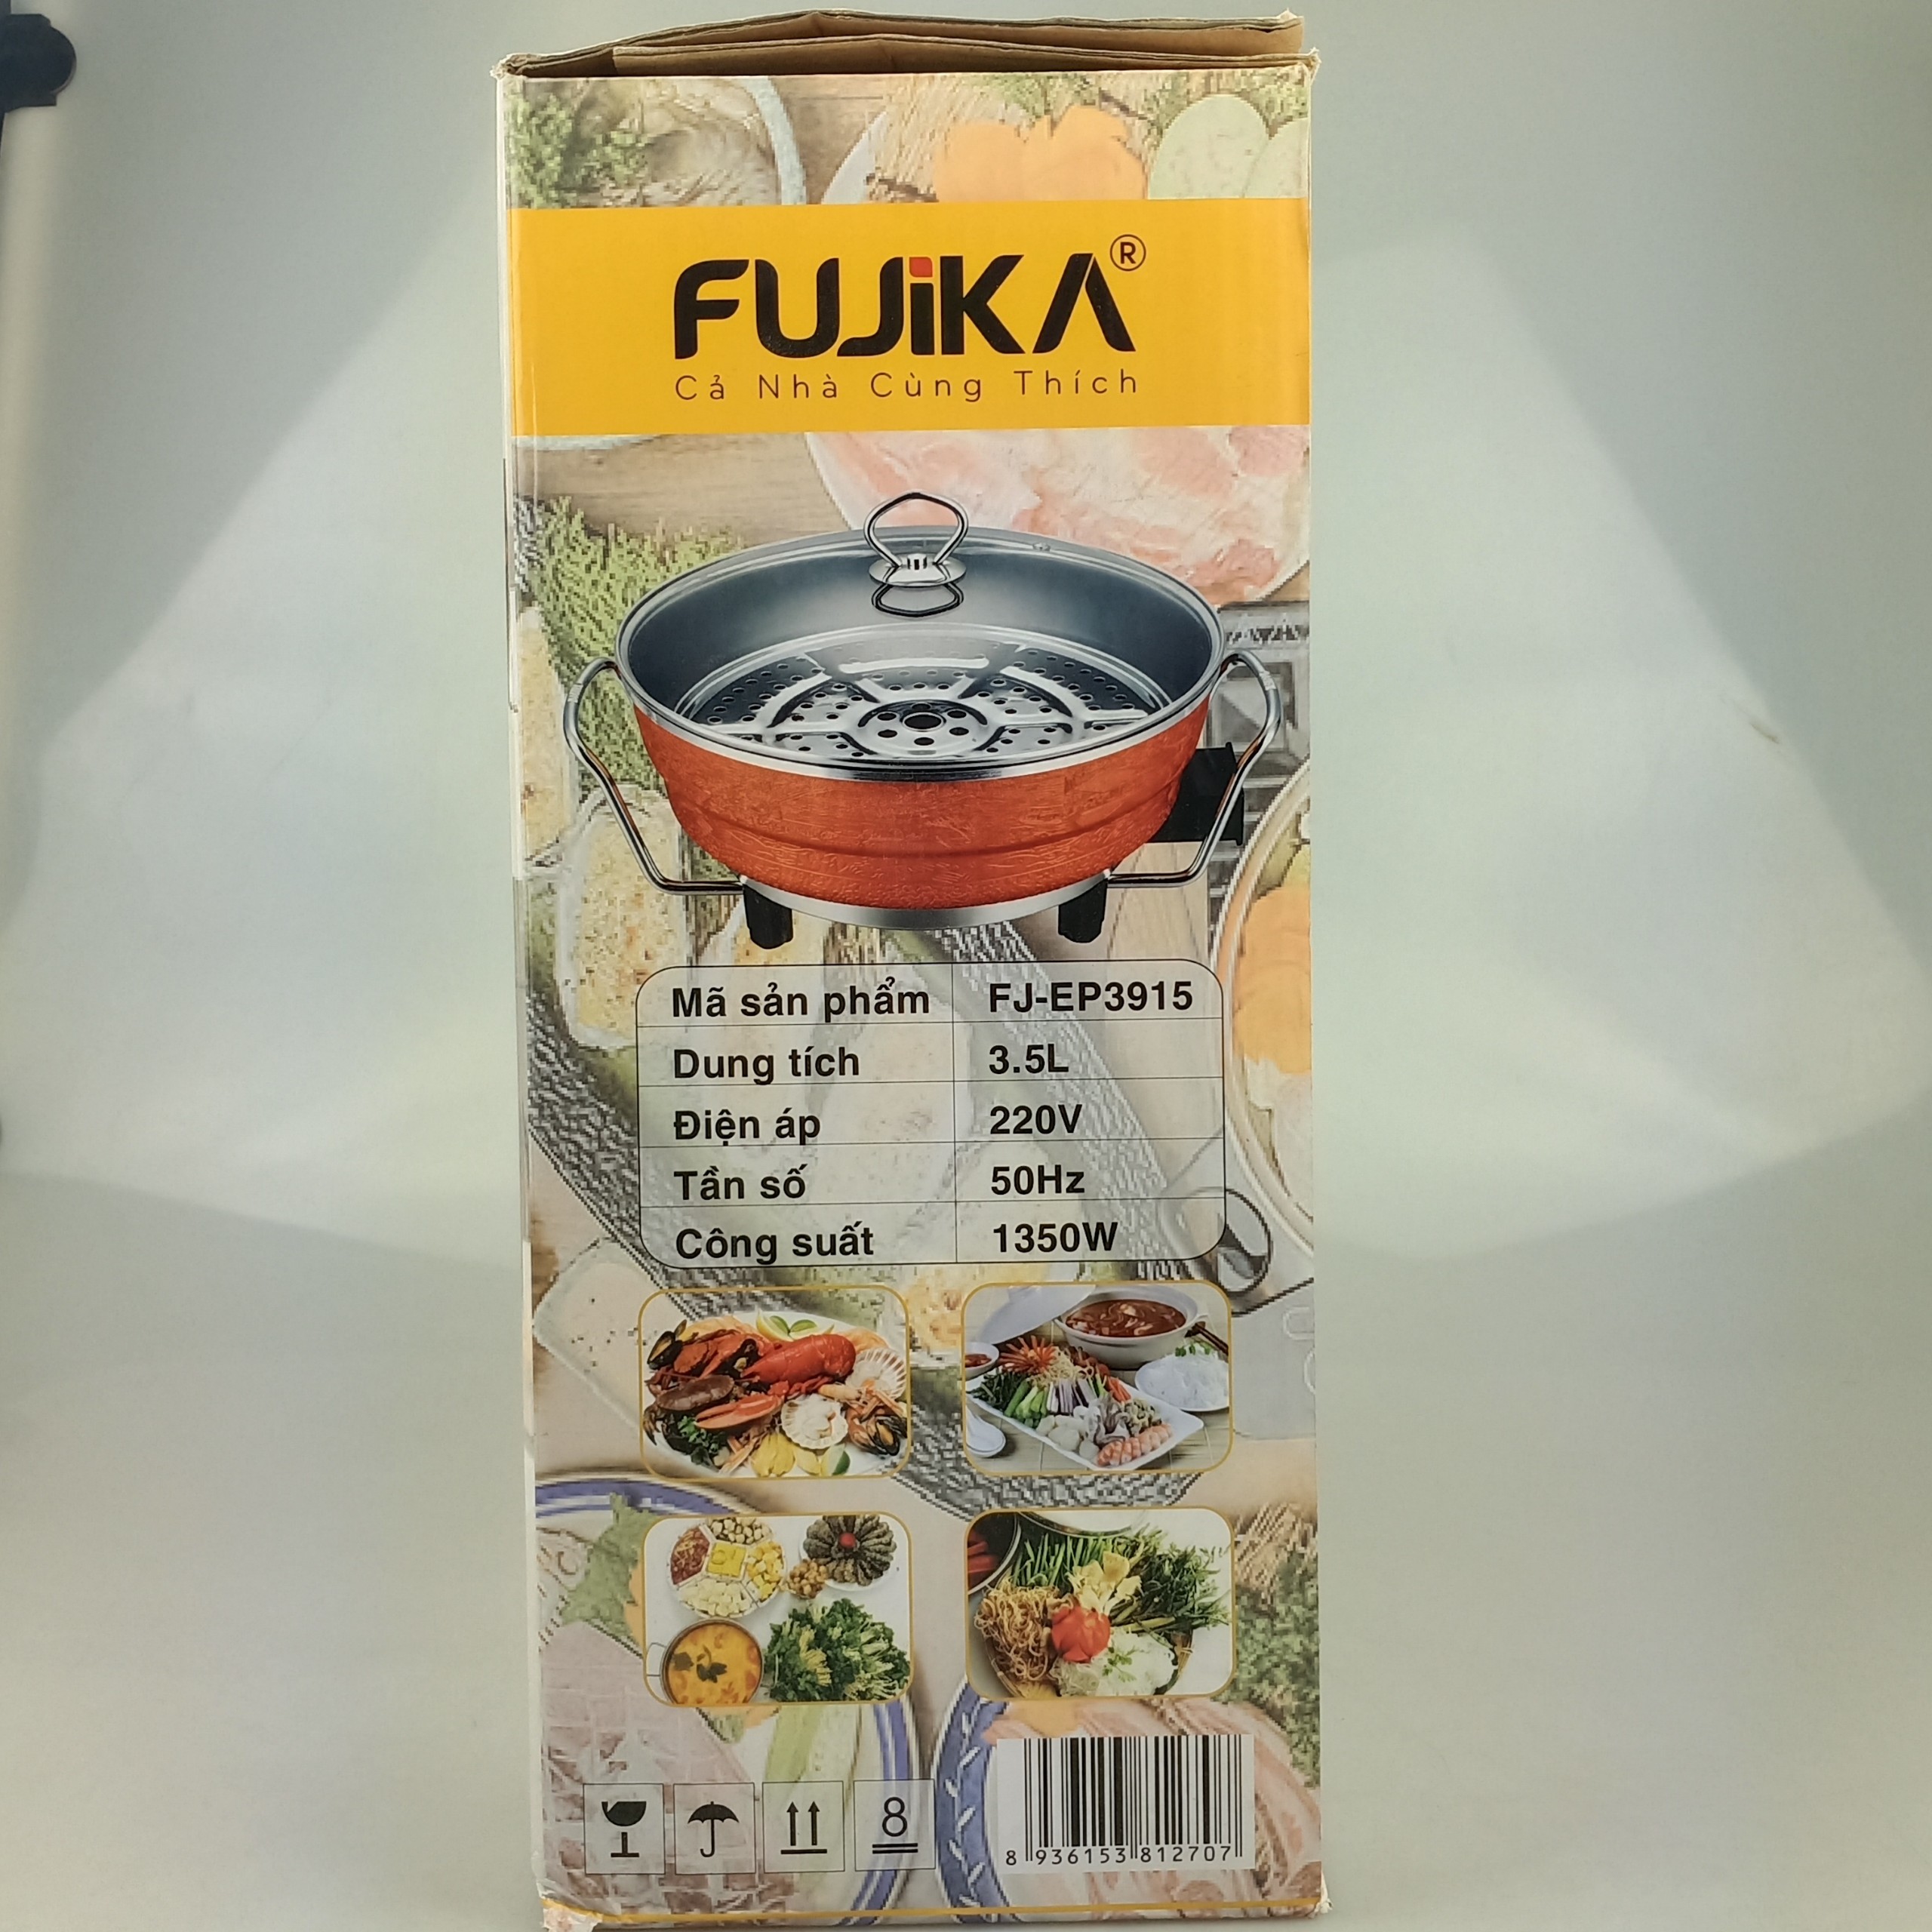 FUJiKA®
Cả Nhà Cùng Thích
Mã sản phẩm FJ-EP3915
Dung tích 3.5L
Điện áp 220V
Tần số 50Hz
Công suất 1350W
8
8 936153 812707